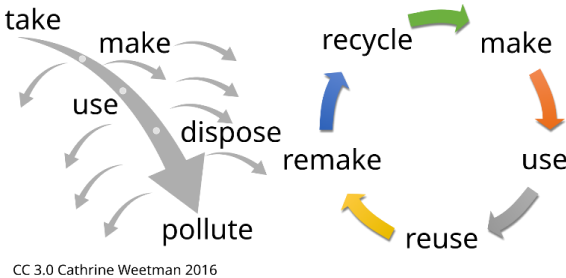 take
make
use
dispose
pollute
recycle
make
use
reuse
remake
CC 3.0 Cathrine Weetman 2016